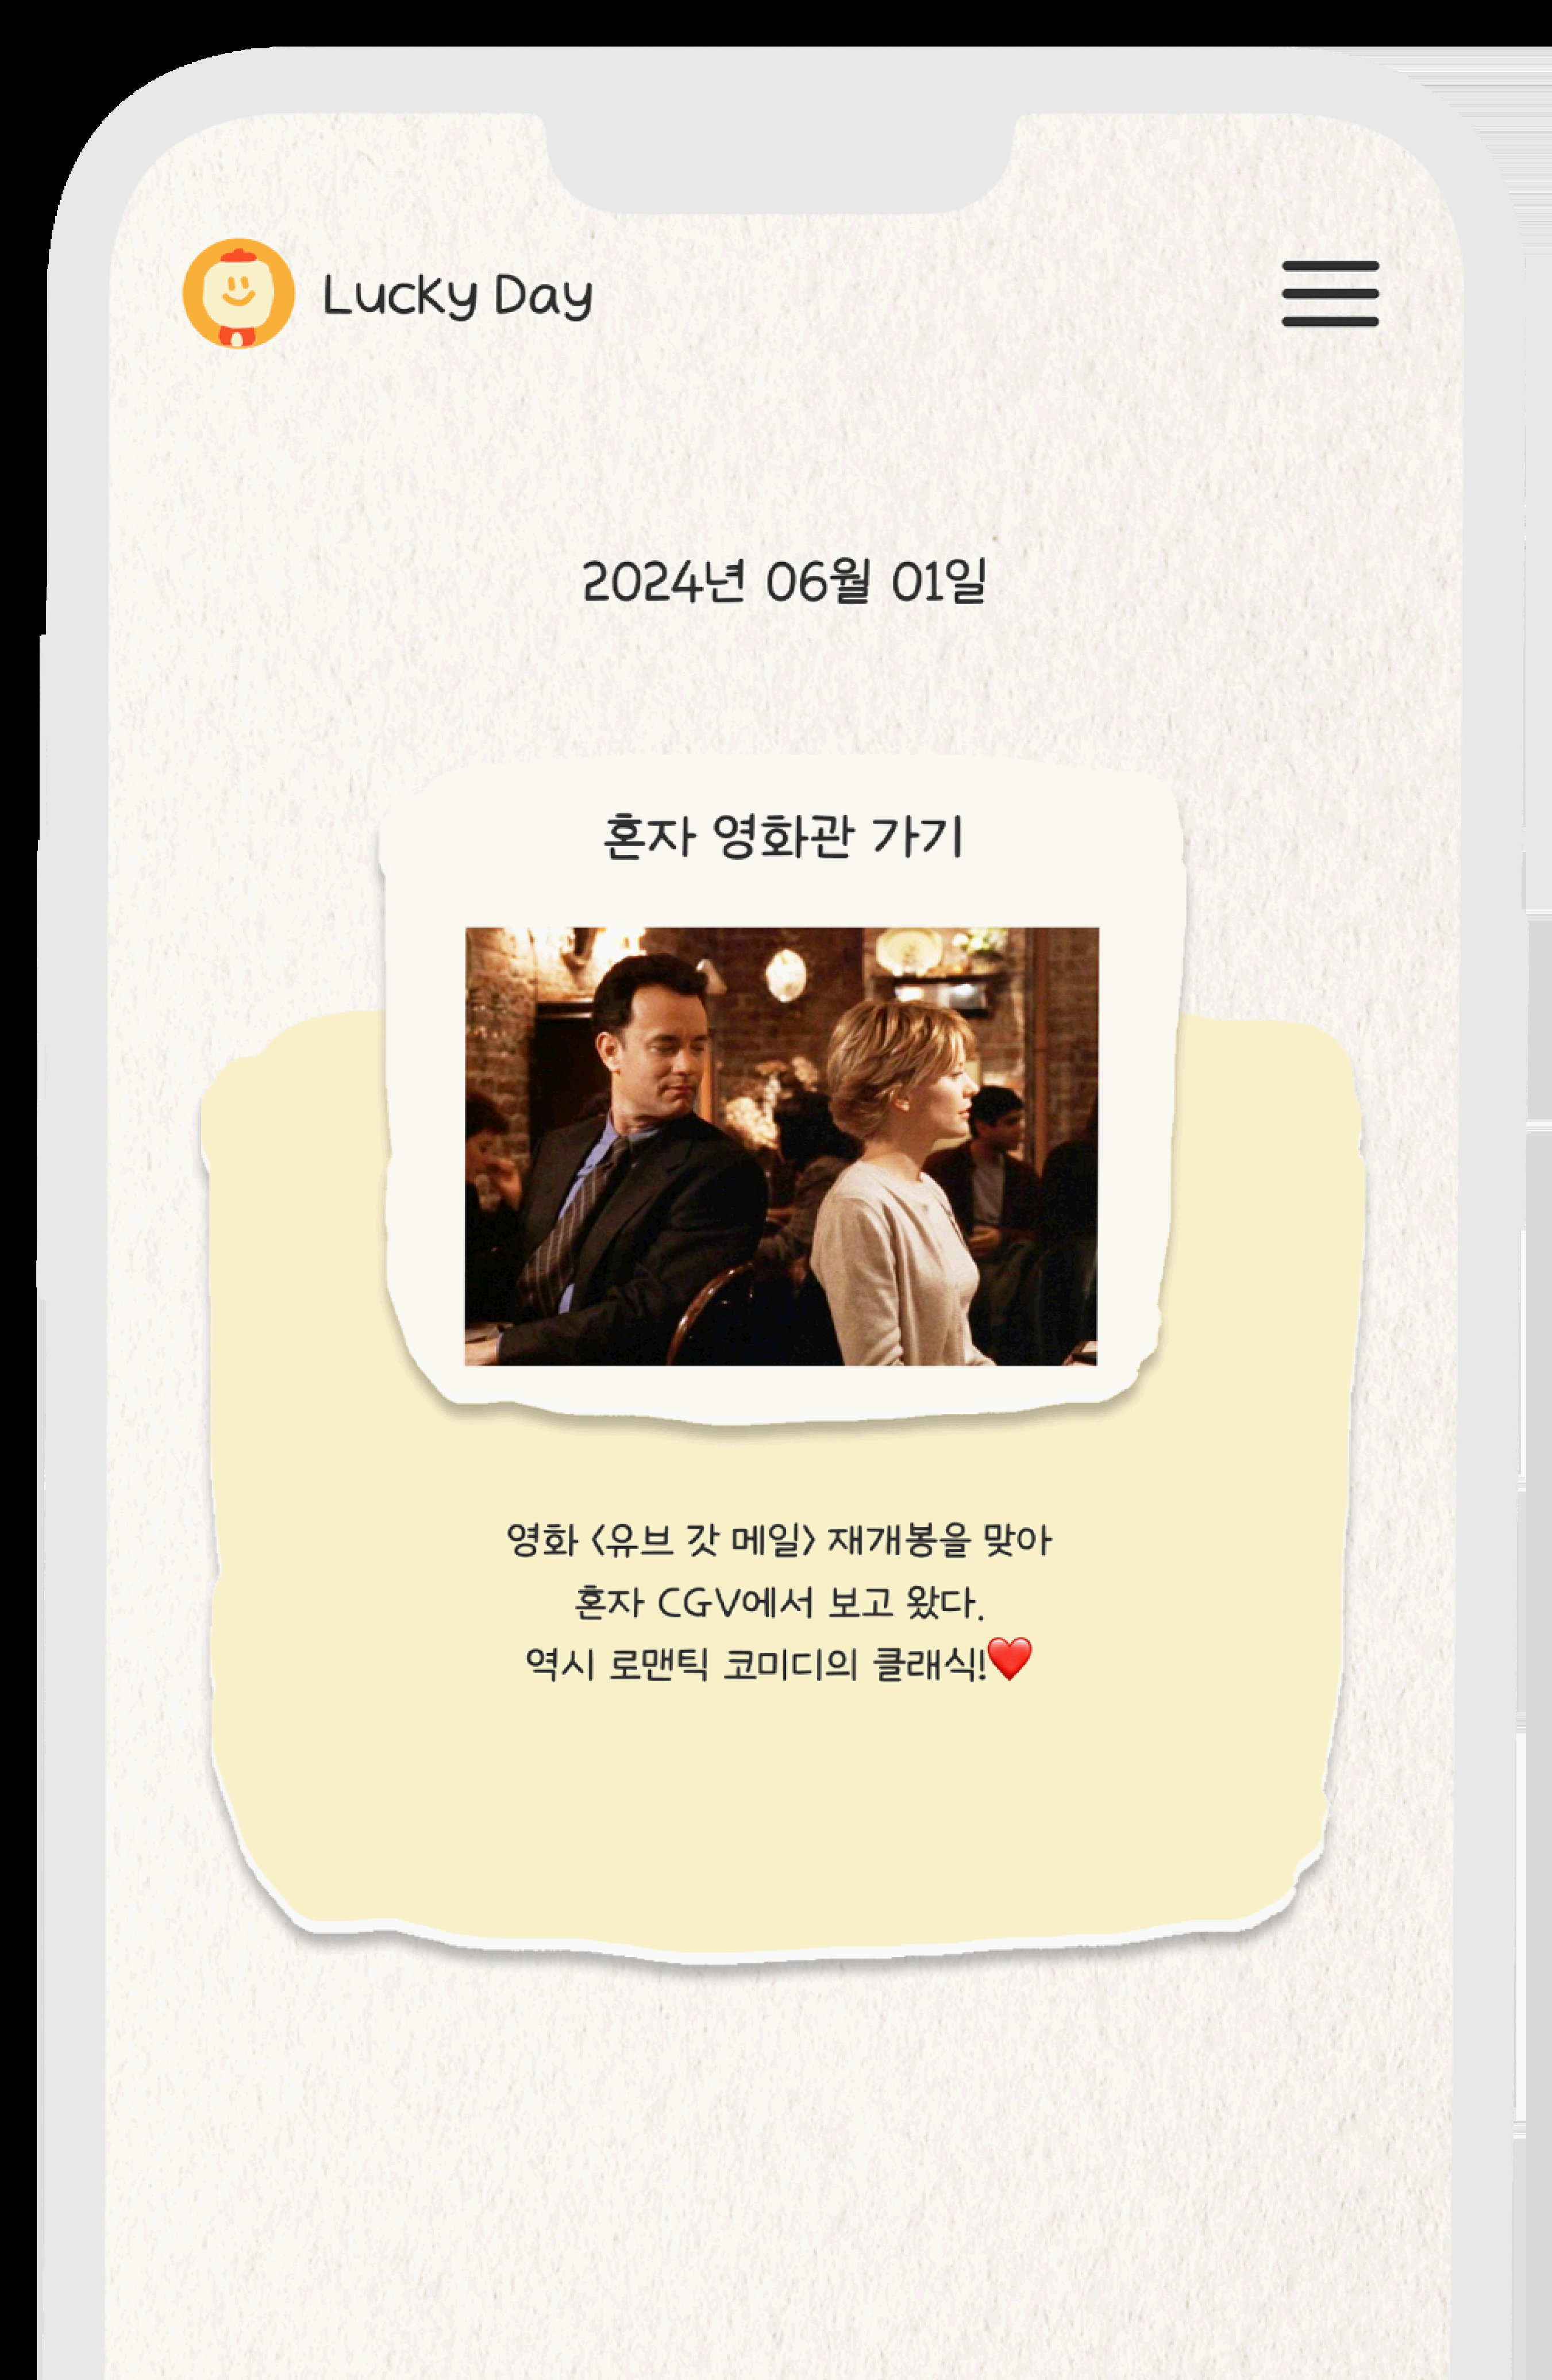 Lucky Day
2024년 06월 01일
혼자 영화관 가기
영화 <유브 갓 메일> 재개봉을 맞아
혼자 CGV에서 보고 왔다.
역시 로맨틱 코미디의 클래식!❤️